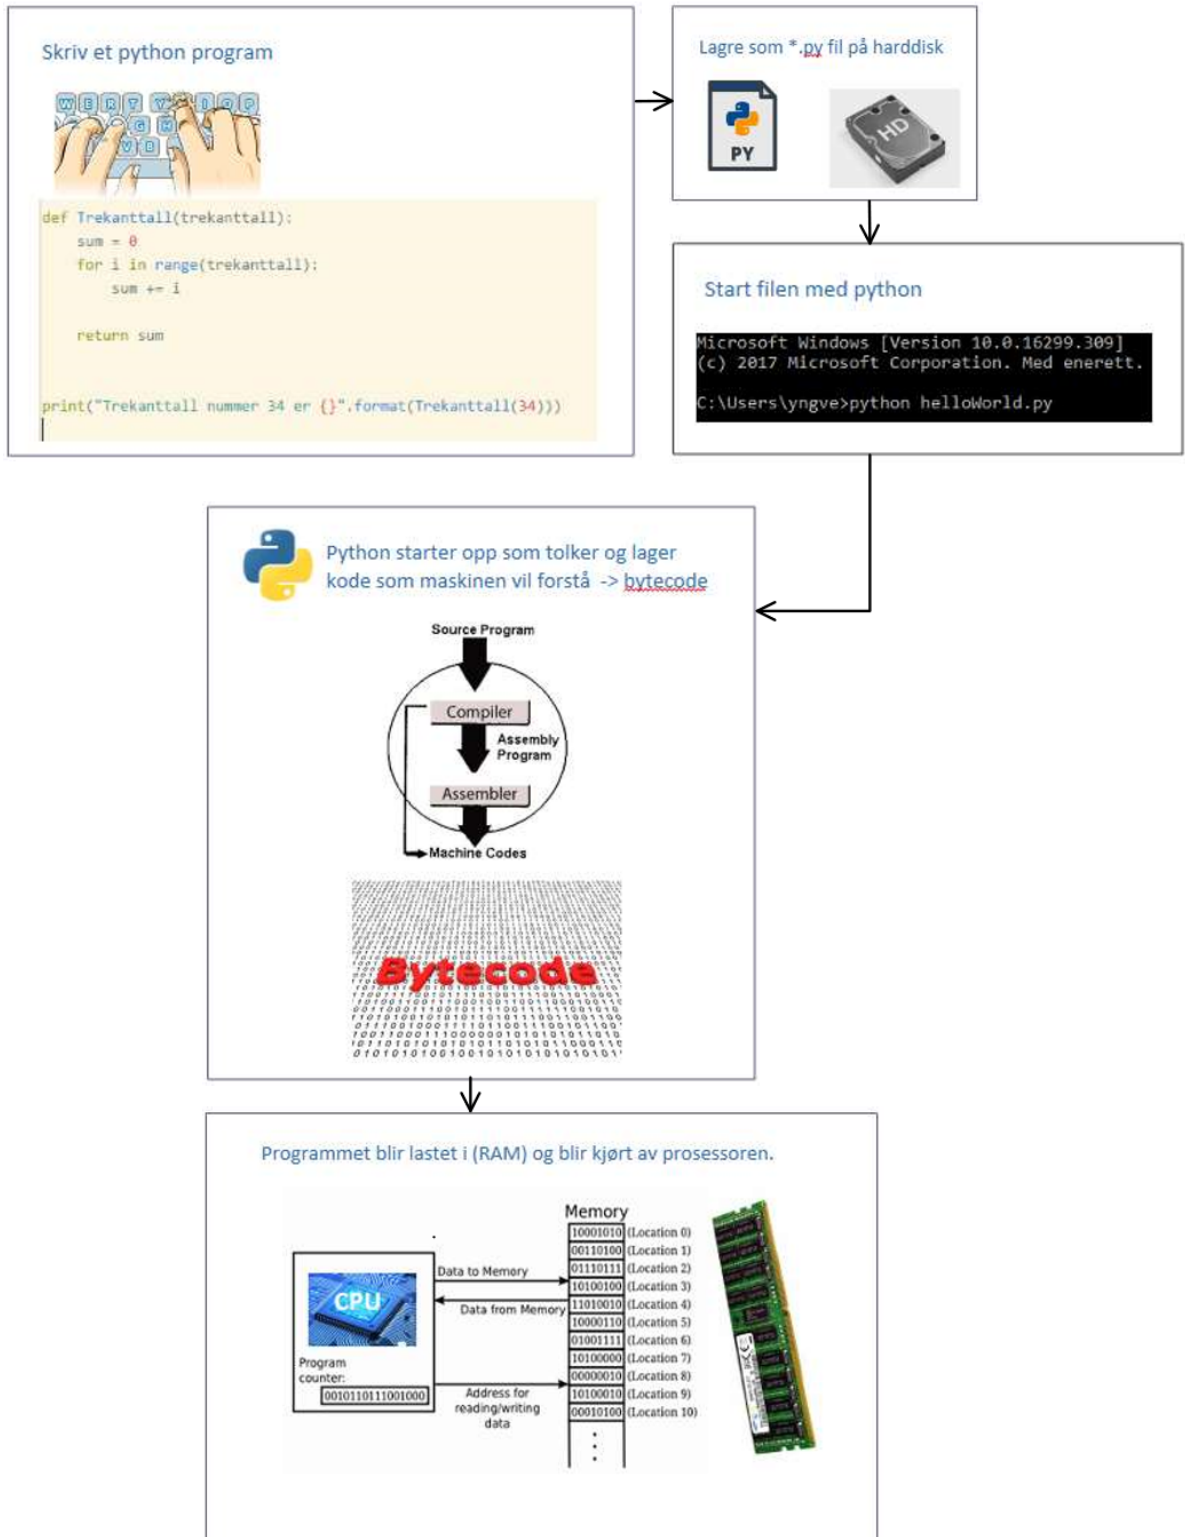 Skriv et python program
W E R T Y U I O P
G H
V B
def Trekanttall(trekanttall):
sum = 0
for i in range(trekanttall):
sum += i
return sum
print("Trekanttall nummer 34 er {}".format(Trekanttall(34)))
Lagre som *.py fil på harddisk
PY
HD
Start filen med python
Microsoft Windows [Version 10.0.16299.309]
(c) 2017 Microsoft Corporation. Med enerett.
C:\Users\yngve>python helloWorld.py
Python starter opp som tolker og lager
kode som maskinen vil forstå -> bytecode
Source Program
Compiler
Assembly
Program
Assembler
Machine Codes
Bytecode
Programmet blir lastet i (RAM) og blir kjørt av prosessoren.
Memory
10001010 (Location 0)
00110100 (Location 1)
01110111 (Location 2)
10100100 (Location 3)
11010010 (Location 4)
10000110 (Location 5)
01001111 (Location 6)
10100000 (Location 7)
00000010 (Location 8)
10100010 (Location 9)
00010100 (Location 10)
Data to Memory
CPU
Data from Memory
Program
counter:
0010110111001000
Address for
reading/writing
data